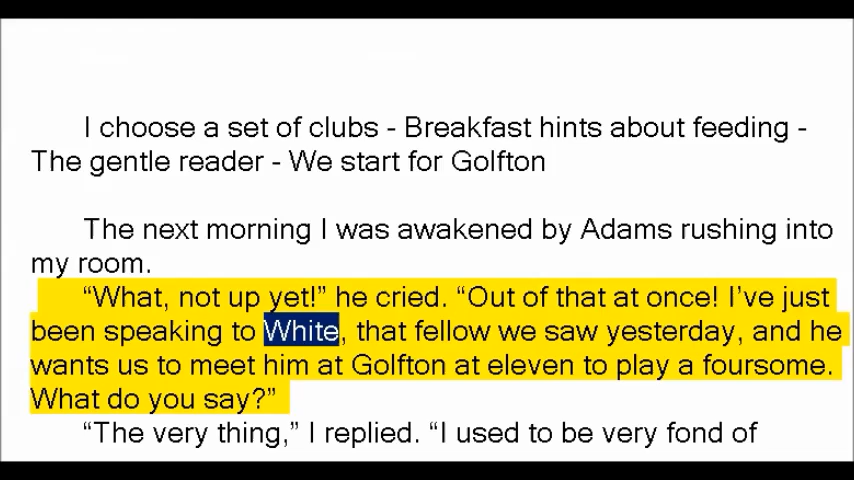 I choose a set of clubs - Breakfast hints about feeding -
The gentle reader - We start for Golfton
The next morning I was awakened by Adams rushing into
my room.
“What, not up yet!” he cried. “Out of that at once! I’ve just
been speaking to White, that fellow we saw yesterday, and he
wants us to meet him at Golfton at eleven to play a foursome.
What do you say?”
“The very thing,” I replied. “I used to be very fond of